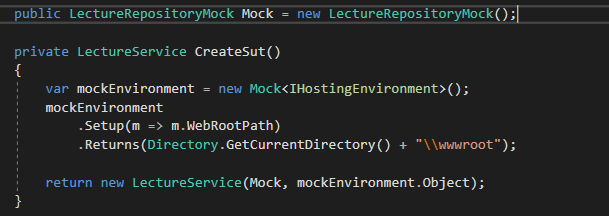 public LectureRepositoryMock Mock = new LectureRepositoryMock();
private LectureService CreateSut()
{
var mockEnvironment = new Mock<IHostingEnvironment>();
mockEnvironment
.Setup(m => m.WebRootPath)
.Returns(Directory.GetCurrentDirectory() + "\\wwwroot");
return new LectureService(Mock, mockEnvironment.Object);
}